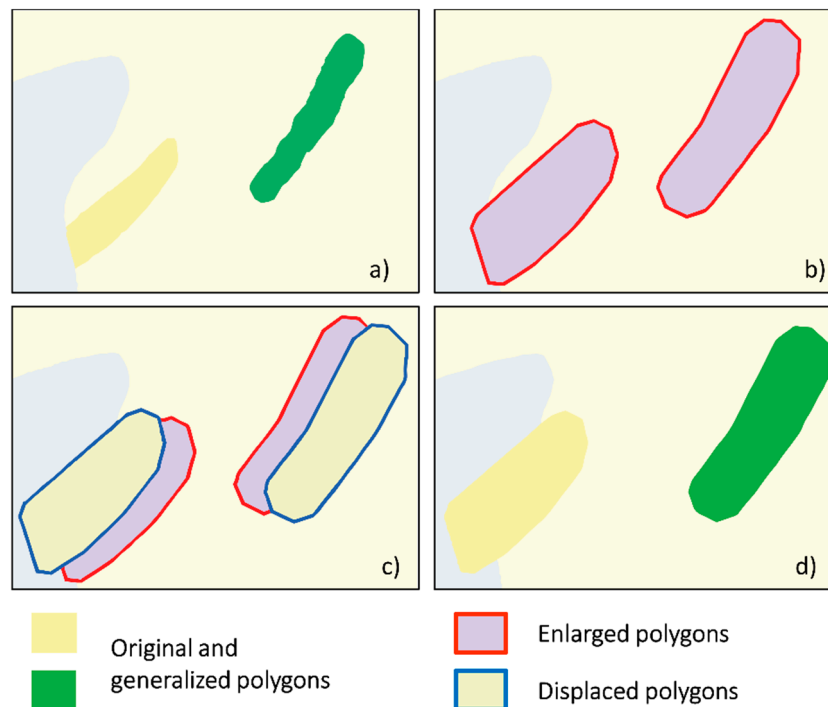 a)
b)
c)
d)
Original and
generalized polygons
Enlarged polygons
Displaced polygons